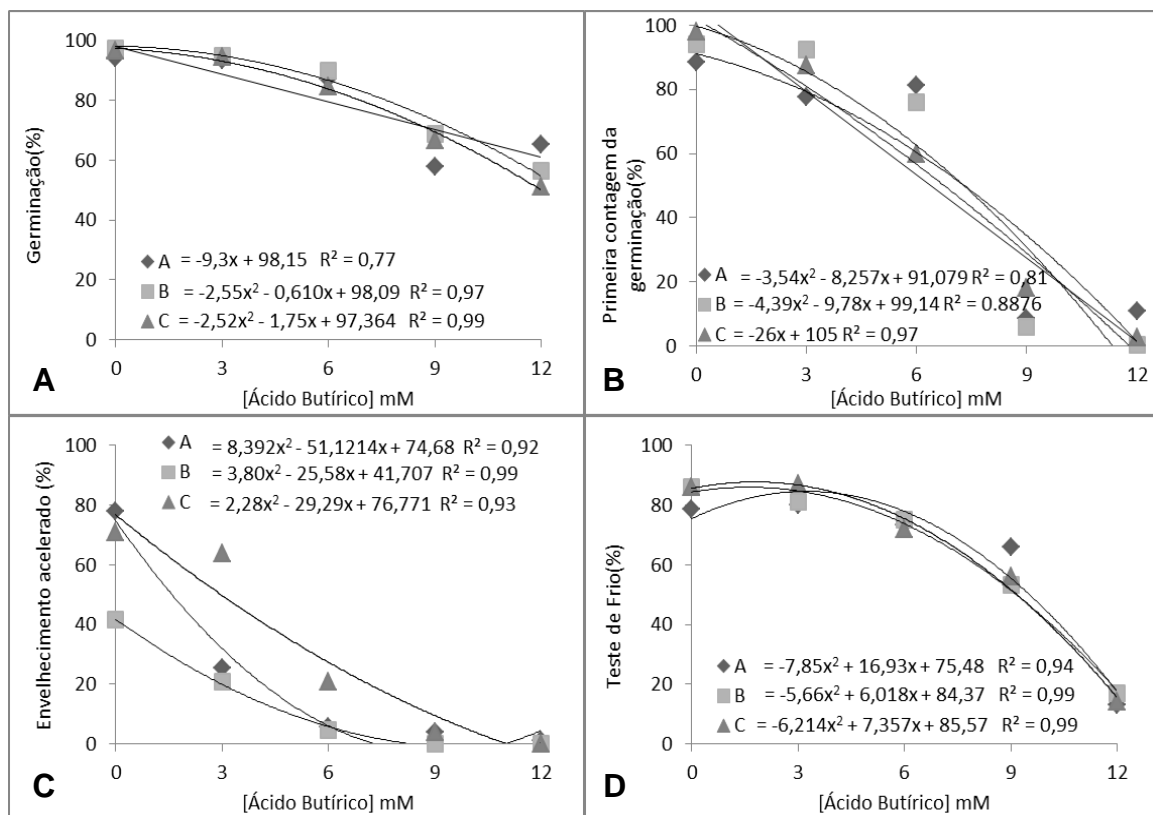 Germinação(%)
100
80
60
40
20
0
A = -9,3x + 98,15 R² = 0,77
B = -2,55x² - 0,610x + 98,09 R² = 0,97
C = -2,52x² - 1,75x + 97,364 R² = 0,99
0 3 6 9 12
[Ácido Butírico] mM
A
Primeira contagem da
germinação(%)
100
80
60
40
20
0
A = -3,54x² - 8,257x + 91,079 R² = 0,81
B = -4,39x² - 9,78x + 99,14 R² = 0.8876
C = -26x + 105 R² = 0,97
0 3 6 9 12
[Ácido Butírico] mM
B
Envelhecimento acelerado (%)
100
80
60
40
20
0
A = 8,392x² - 51,1214x + 74,68 R² = 0,92
B = 3,80x² - 25,58x + 41,707 R² = 0,99
C = 2,28x² - 29,29x + 76,771 R² = 0,93
0 3 6 9 12
[Ácido Butírico] mM
C
Teste de Frio(%)
100
80
60
40
20
0
A = -7,85x² + 16,93x + 75,48 R² = 0,94
B = -5,66x² + 6,018x + 84,37 R² = 0,99
C = -6,214x² + 7,357x + 85,57 R² = 0,99
0 3 6 9 12
[Ácido Butírico] mM
D